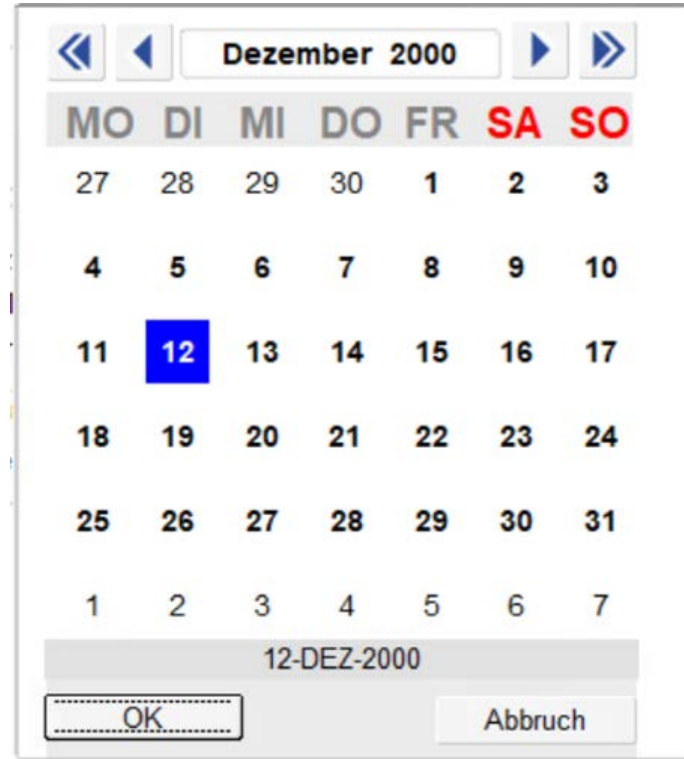 Dezember 2000
MO DI MI DO FR SA SO
27 28 29 30 1 2 3
4 5 6 7 8 9 10
11 12 13 14 15 16 17
18 19 20 21 22 23 24
25 26 27 28 29 30 31
1 2 3 4 5 6 7
12-DEZ-2000
OK Abbruch